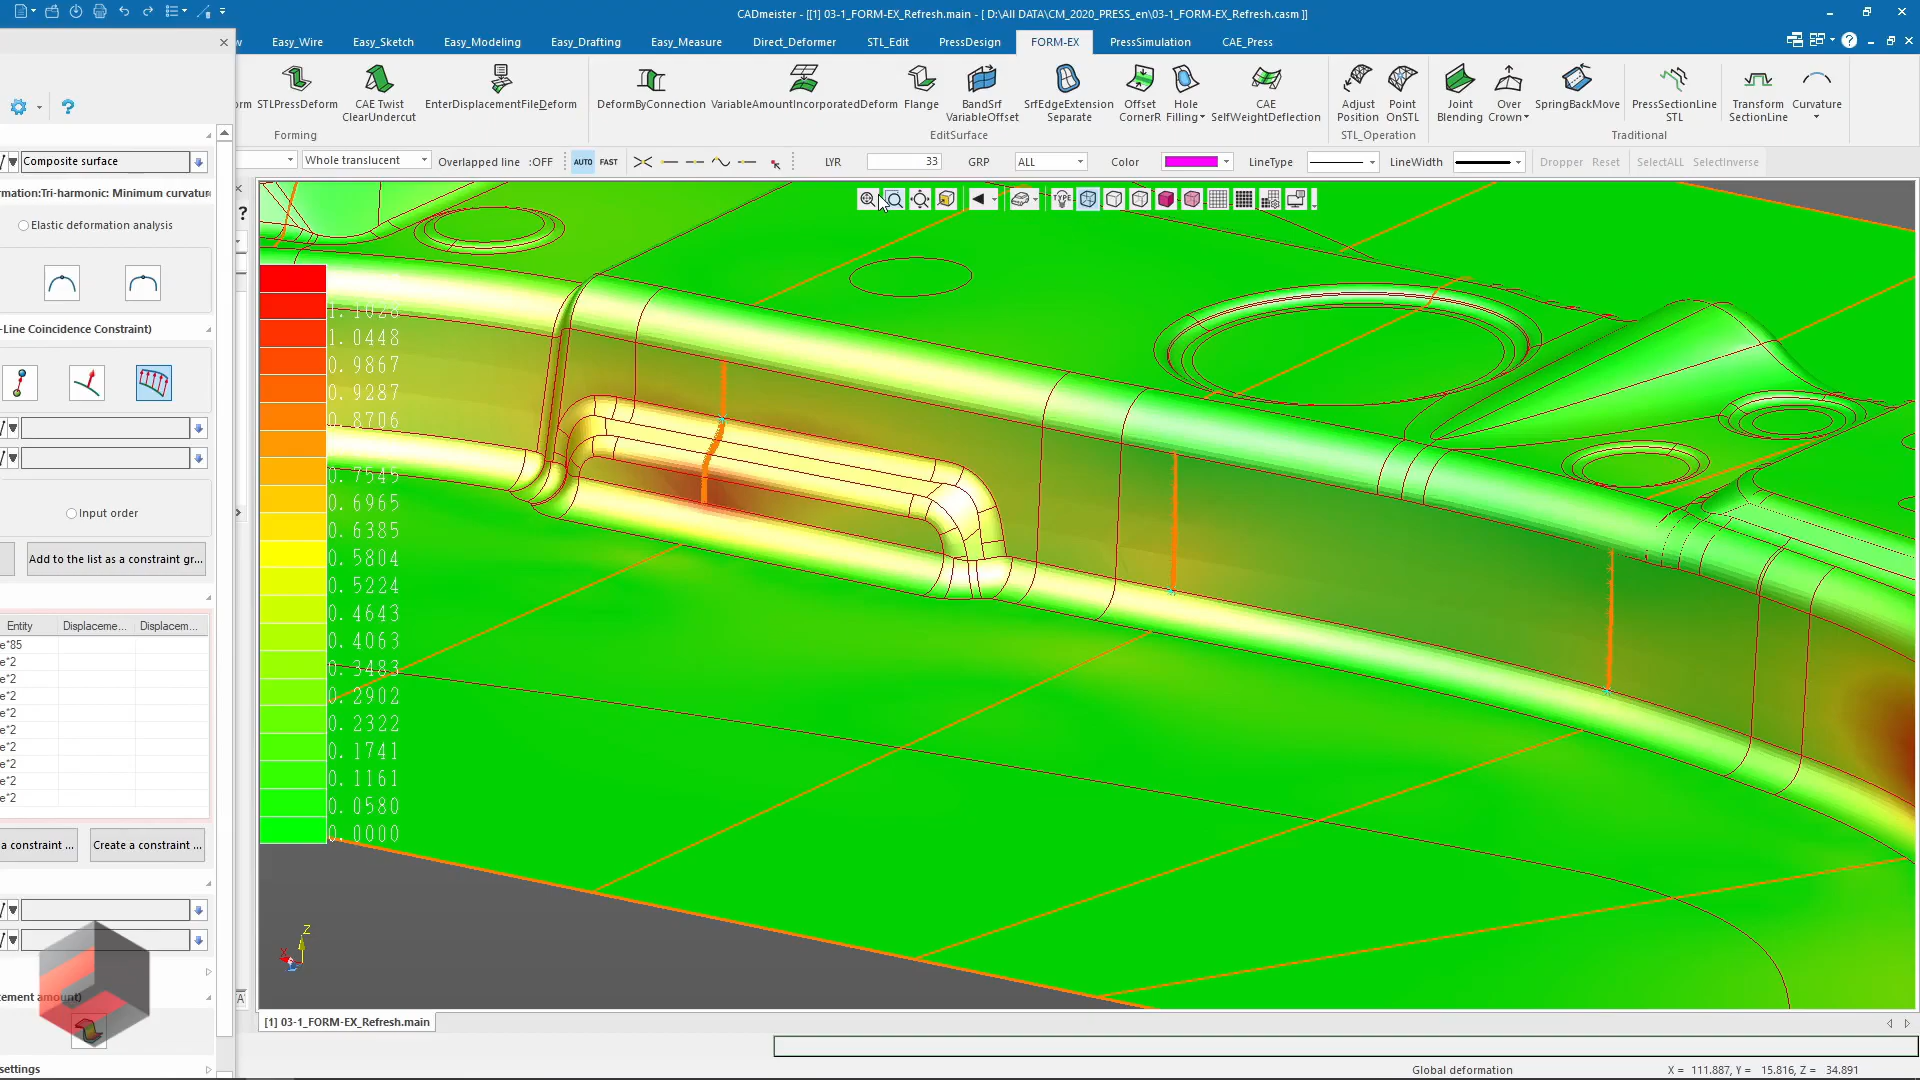 CADmeister - [[1] 03-1_FORM-EX_Refresh.main - [ D:\All DATA\CM_2020_PRESS_en\03-1_FORM-EX_Refresh.casm ]]
w Easy_Wire Easy_Sketch Easy_Modeling Easy_Drafting Easy_Measure Direct_Deformer STL_Edit PressDesign FORM-EX PressSimulation CAE_Press
orm STLPressDeform CAE Twist ClearUndercut EnterDisplacementFileDeform DeformByConnection VariableAmountIncorporatedDeform Flange BandSrf VariableOffset SrfEdgeExtension Separate Offset CornerR Hole Filling CAE SelfWeightDeflection Adjust Position Point OnSTL Joint Blending Over Crown SpringBackMove PressSectionLine STL Transform SectionLine Curvature
Forming EditSurface STL_Operation Traditional
Whole translucent Overlapped line :OFF AUTO FAST LYR 33 GRP ALL Color LineType LineWidth Dropper Reset SelectALL SelectInverse
Composite surface
rmation:Tri-harmonic: Minimum curvatur
Elastic deformation analysis
-Line Coincidence Constraint)
Input order
Add to the list as a constraint gr...
Entity Displaceme... Displacem...
e*85
e*2
e*2
e*2
e*2
e*2
e*2
e*2
e*2
e*2
a constraint ... Create a constraint ...
cement amount)
settings
?
TYPE
1.1028
1.0448
0.9867
0.9287
0.8706
0.7545
0.6965
0.6385
0.5804
0.5224
0.4643
0.4063
0.3483
0.2902
0.2322
0.1741
0.1161
0.0580
0.0000
Z
X
A
[1] 03-1_FORM-EX_Refresh.main
Global deformation X = 111.887, Y = 15.816, Z = 34.891